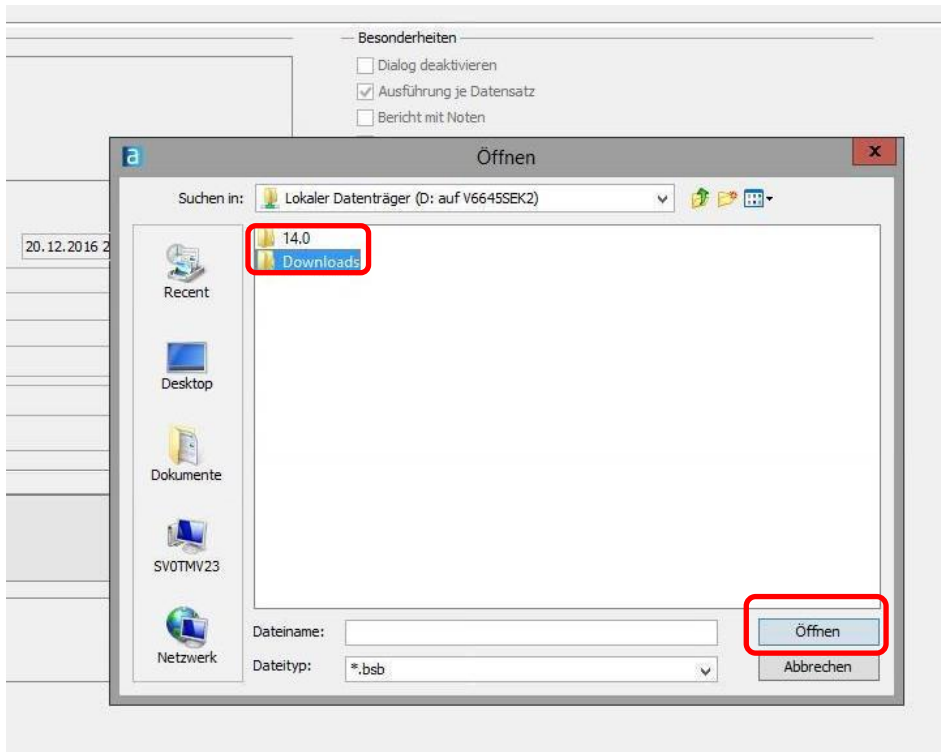 Besonderheiten
Dialog deaktivieren
Ausführung je Datensatz
Bericht mit Noten
Öffnen
x
Suchen in:
Lokaler Datenträger (D: auf V6645SEK2)
20.12.2016 2
14.0
Downloads
Recent
Desktop
Dokumente
SV0TMV23
Netzwerk
Dateiname:
Öffnen
Dateityp:
*.bsb
Abbrechen